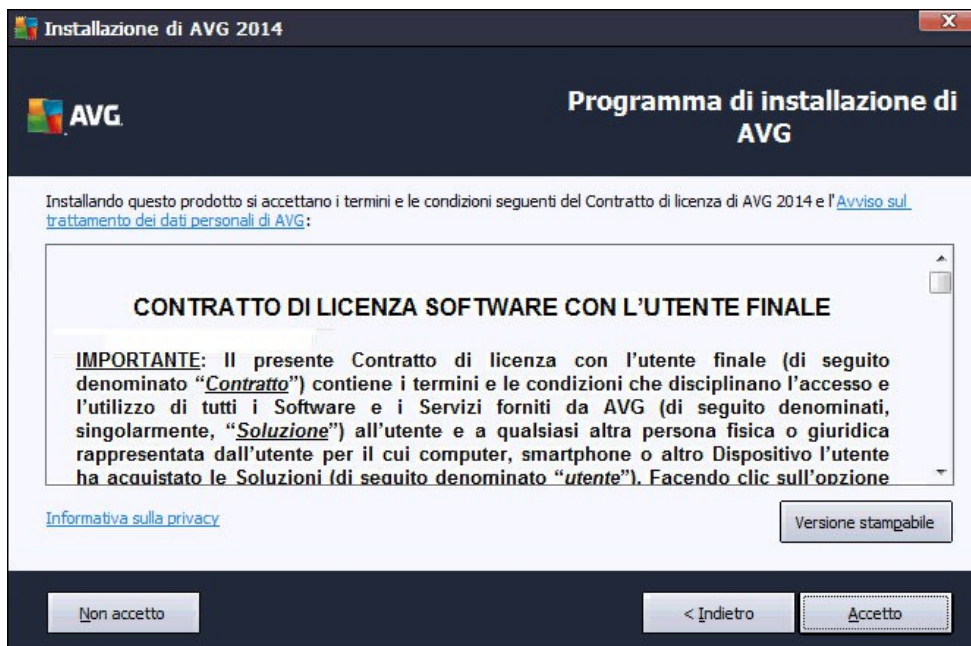 Installazione di AVG 2014
AVG.
Programma di installazione di
AVG
Installando questo prodotto si accettano i termini e le condizioni seguenti del Contratto di licenza di AVG 2014 e l'Avviso sul
trattamento dei dati personali di AVG:
CONTRATTO DI LICENZA SOFTWARE CON L'UTENTE FINALE
IMPORTANTE: Il presente Contratto di licenza con l'utente finale (di seguito
denominato “Contratto”) contiene i termini e le condizioni che disciplinano l'accesso e
l'utilizzo di tutti i Software e i Servizi forniti da AVG (di seguito denominati,
singolarmente, “Soluzione”) all'utente e a qualsiasi altra persona fisica o giuridica
rappresentata dall'utente per il cui computer, smartphone o altro Dispositivo l'utente
ha acquistato le Soluzioni (di seguito denominato “utente”). Facendo clic sull'opzione
Informativa sulla privacy
Versione stampabile
Non accetto
< Indietro
Accetto